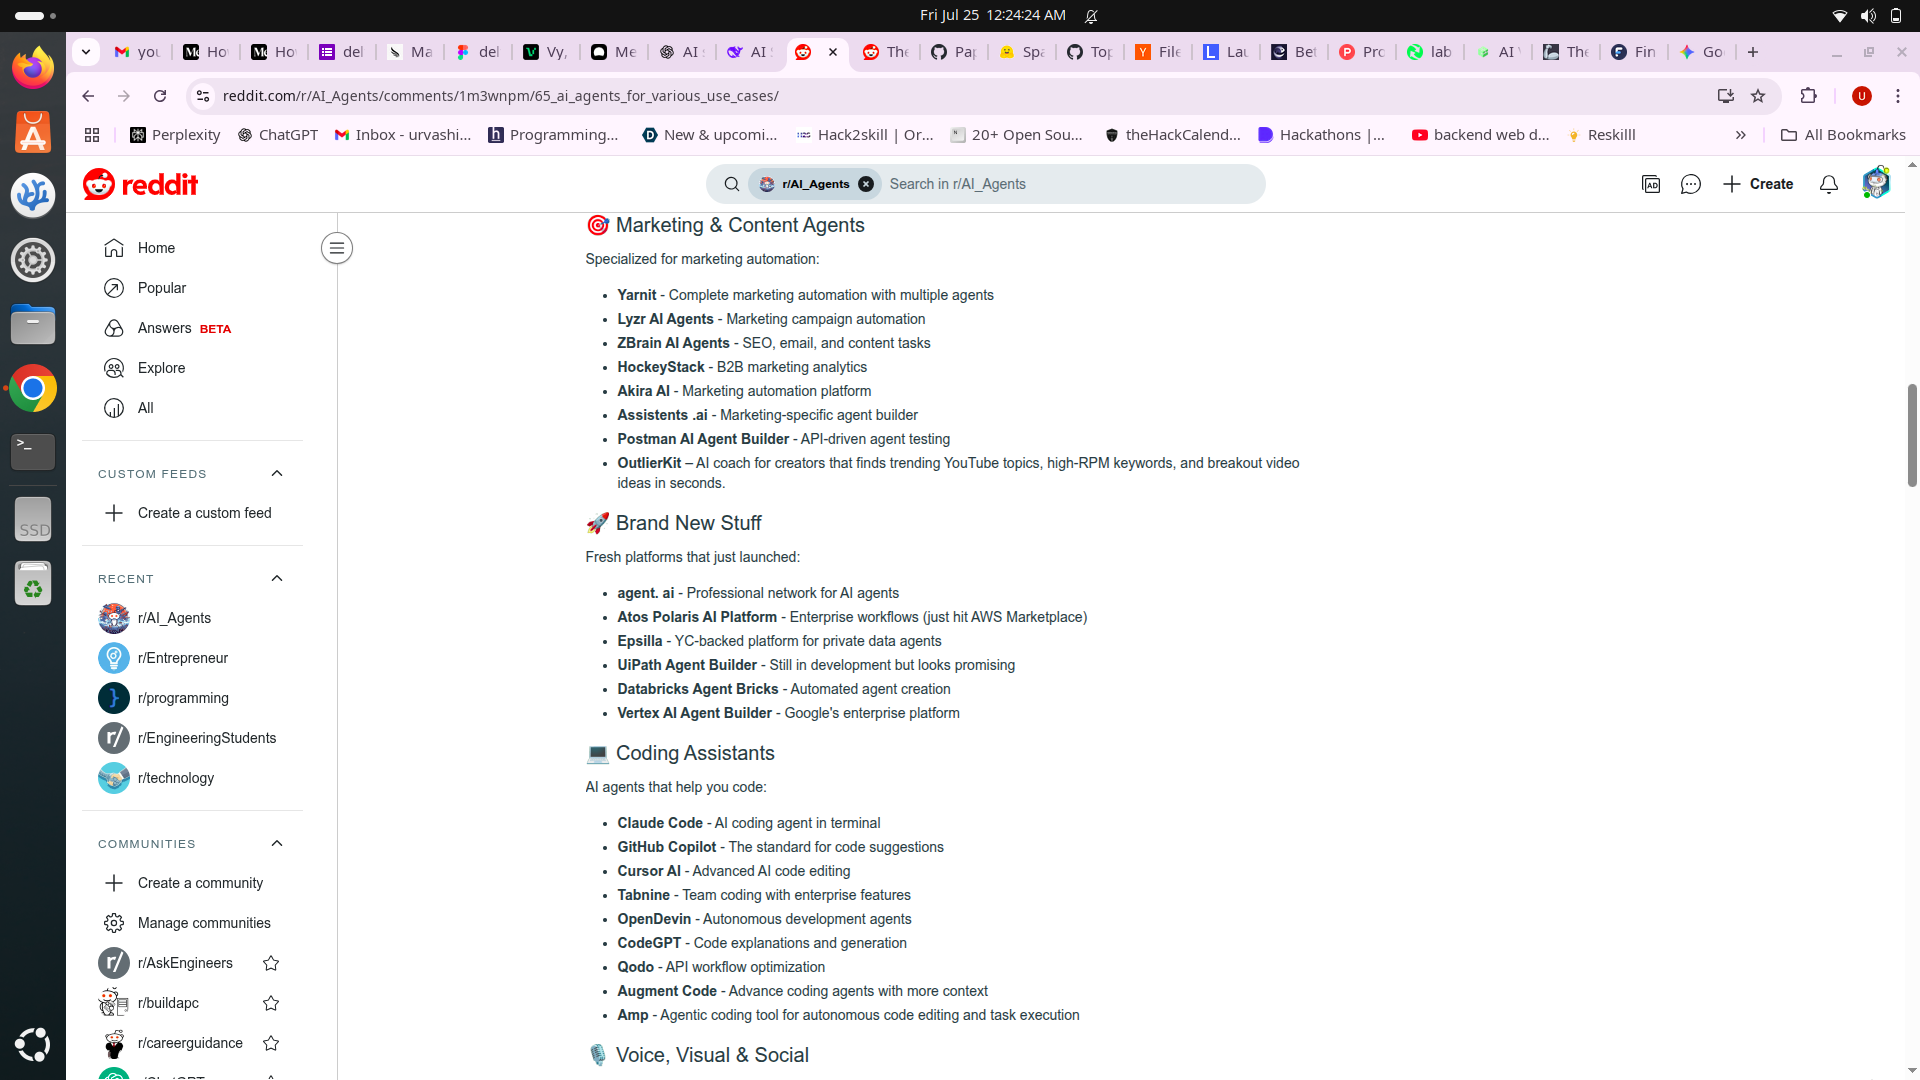 Fri Jul 25 12:24:24 AM
you
Ho
Ho
del
Ma
del
Vy,
Me
AI
AI
The
Pap
Spa
Top
File
Lau
Bet
Pro
lab
AI
The
Fin
Go
reddit.com/r/AI_Agents/comments/1m3wnpm/65_ai_agents_for_various_use_cases/
U
Perplexity
ChatGPT
Inbox - urvashi...
Programming...
New & upcomi...
Hack2skill | Or...
20+ Open Sou...
theHackCalend...
Hackathons |...
backend web d...
Reskilll
»
All Bookmarks
reddit
r/AI_Agents
Search in r/AI_Agents
AD
Create
Home
Popular
Answers BETA
Explore
All
CUSTOM FEEDS
Create a custom feed
RECENT
r/AI_Agents
r/Entrepreneur
r/programming
r/EngineeringStudents
r/technology
COMMUNITIES
Create a community
Manage communities
r/AskEngineers
r/buildapc
r/careerguidance
SSD
🎯 Marketing & Content Agents
Specialized for marketing automation:
• Yarnit - Complete marketing automation with multiple agents
• Lyzr AI Agents - Marketing campaign automation
• ZBrain AI Agents - SEO, email, and content tasks
• HockeyStack - B2B marketing analytics
• Akira AI - Marketing automation platform
• Assistents .ai - Marketing-specific agent builder
• Postman AI Agent Builder - API-driven agent testing
• OutlierKit – AI coach for creators that finds trending YouTube topics, high-RPM keywords, and breakout video
ideas in seconds.
🚀 Brand New Stuff
Fresh platforms that just launched:
• agent. ai - Professional network for AI agents
• Atos Polaris AI Platform - Enterprise workflows (just hit AWS Marketplace)
• Epsilla - YC-backed platform for private data agents
• UiPath Agent Builder - Still in development but looks promising
• Databricks Agent Bricks - Automated agent creation
• Vertex AI Agent Builder - Google's enterprise platform
💻 Coding Assistants
AI agents that help you code:
• Claude Code - AI coding agent in terminal
• GitHub Copilot - The standard for code suggestions
• Cursor AI - Advanced AI code editing
• Tabnine - Team coding with enterprise features
• OpenDevin - Autonomous development agents
• CodeGPT - Code explanations and generation
• Qodo - API workflow optimization
• Augment Code - Advance coding agents with more context
• Amp - Agentic coding tool for autonomous code editing and task execution
🎙️ Voice, Visual & Social